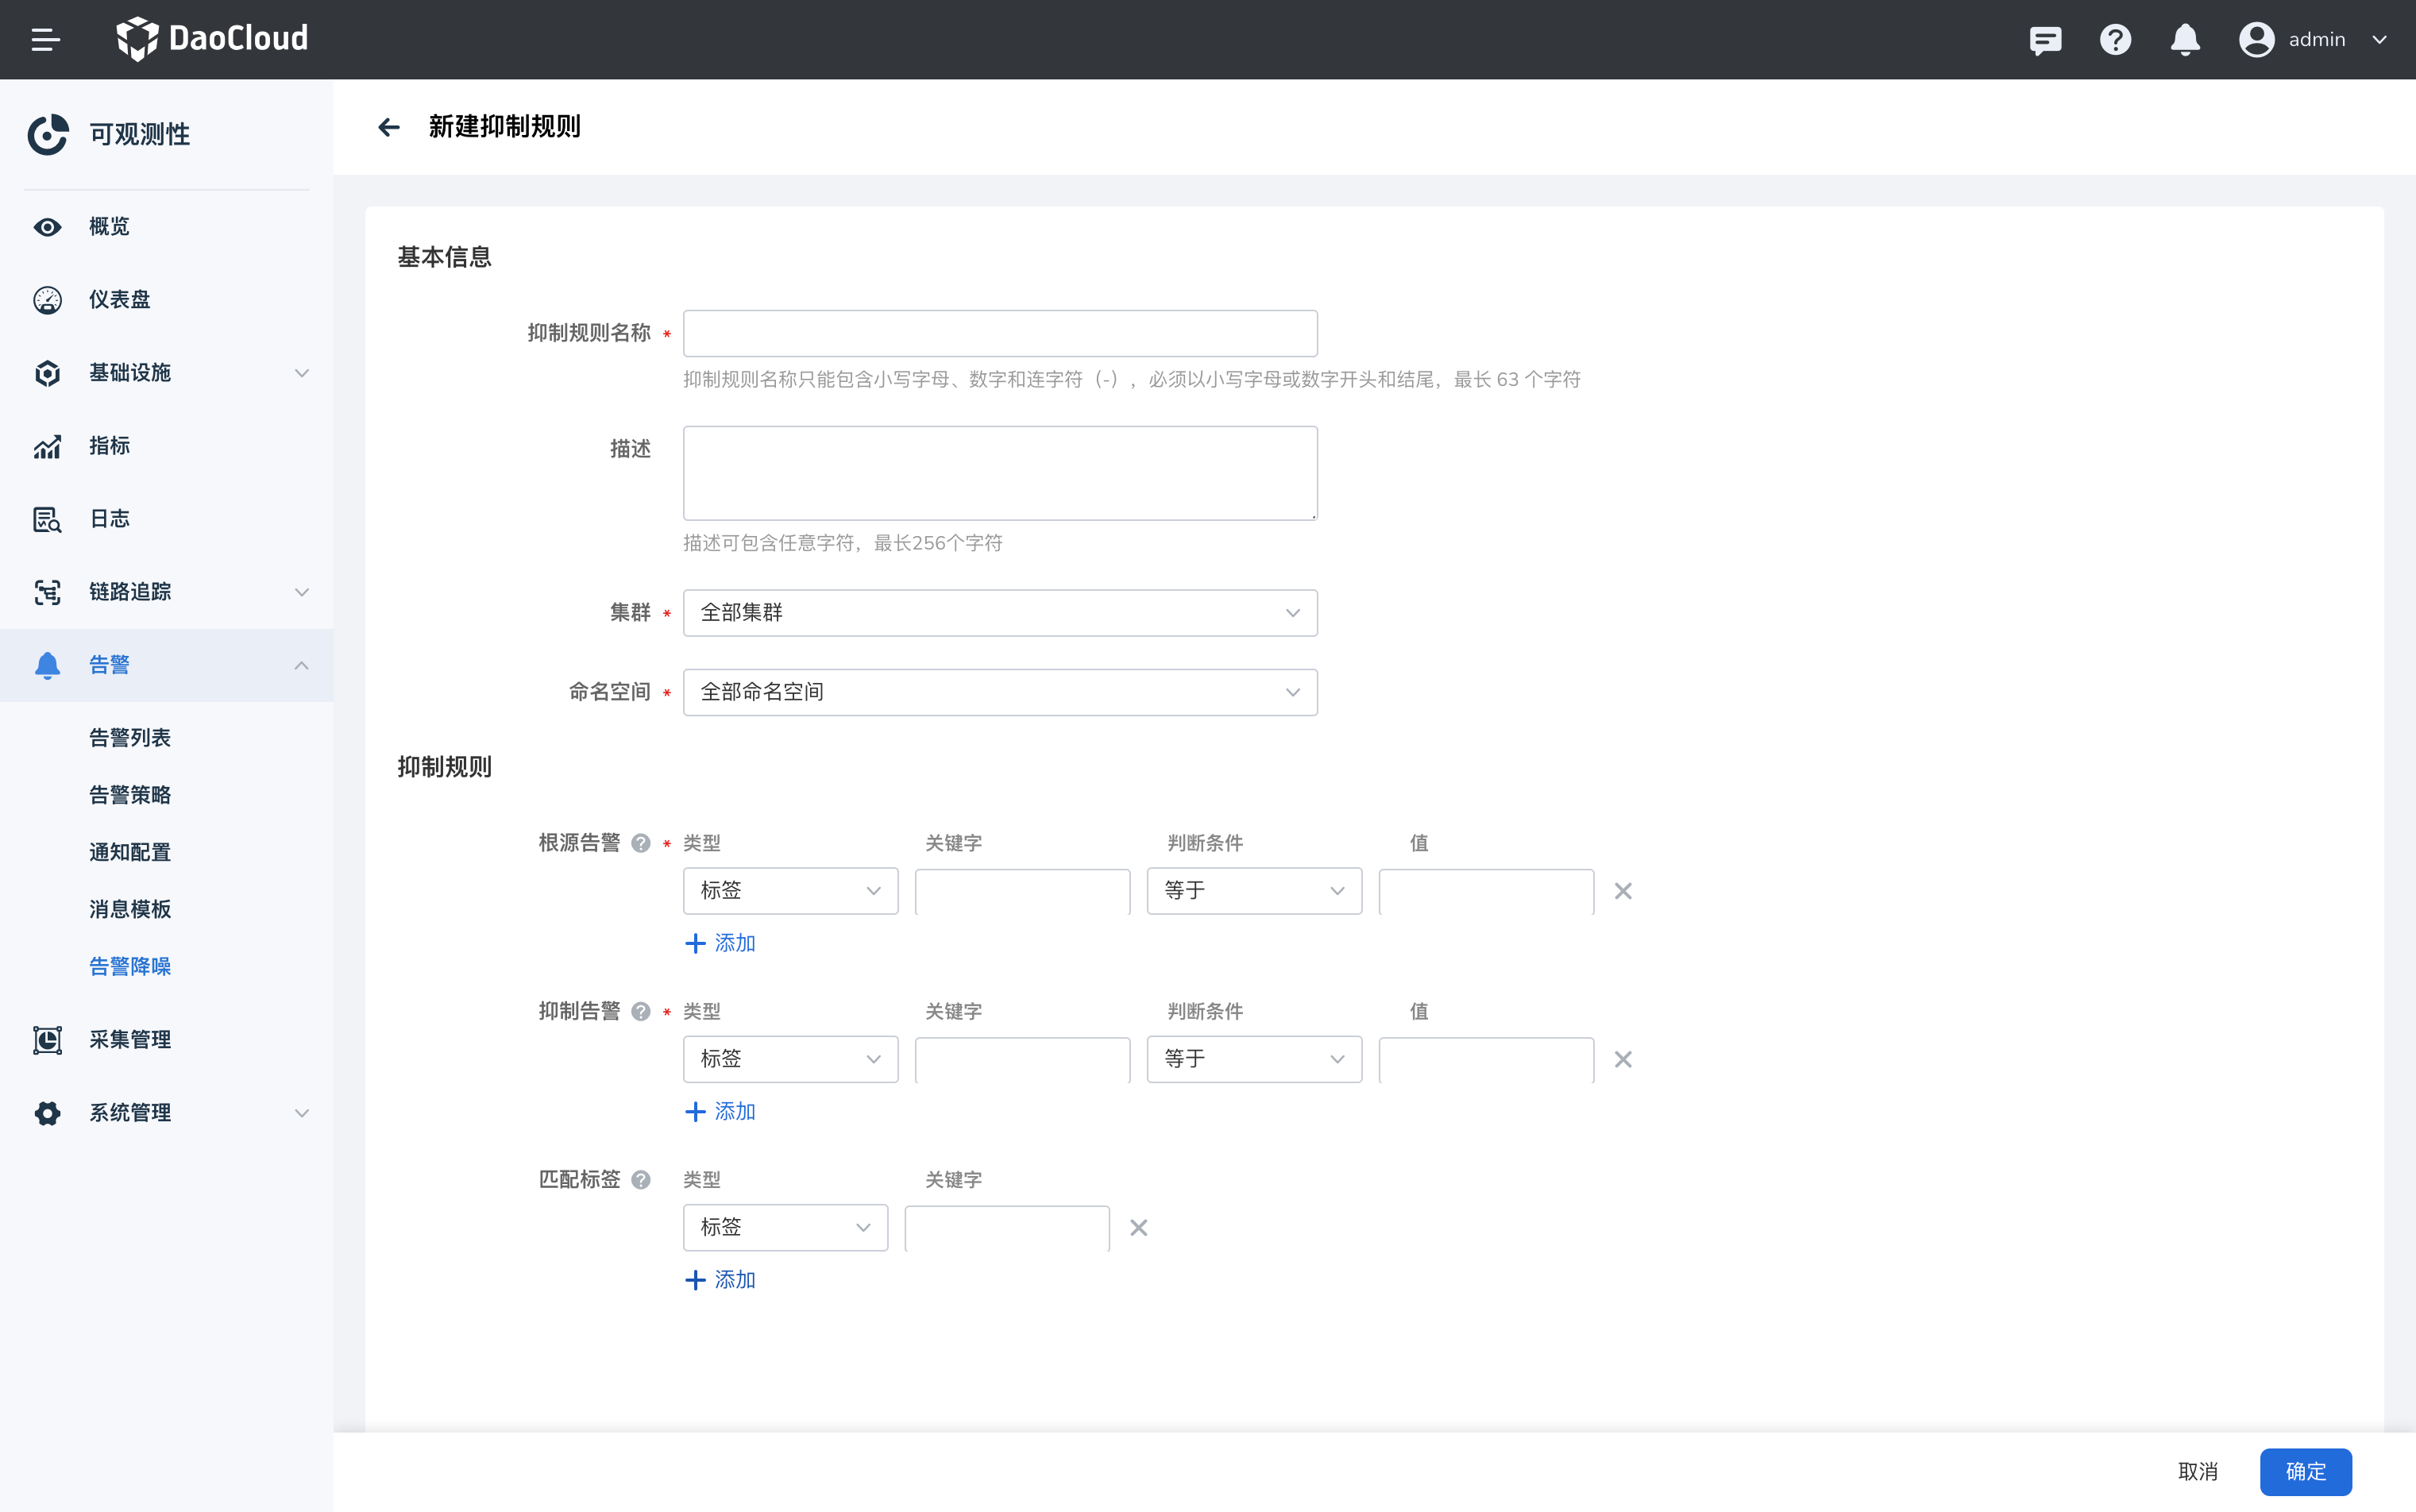 DaoCloud
admin
可观测性
概览
仪表盘
基础设施
指标
日志
链路追踪
告警
告警列表
告警策略
通知配置
消息模板
告警降噪
采集管理
系统管理
新建抑制规则
基本信息
抑制规则名称 *
抑制规则名称只能包含小写字母、数字和连字符（-），必须以小写字母或数字开头和结尾，最长 63 个字符
描述
描述可包含任意字符，最长256个字符
集群 * 全部集群
命名空间 * 全部命名空间
抑制规则
根源告警 ? * 类型 关键字 判断条件 值
标签 等于
添加
抑制告警 ? * 类型 关键字 判断条件 值
标签 等于
添加
匹配标签 ? 类型 关键字
标签
添加
取消 确定